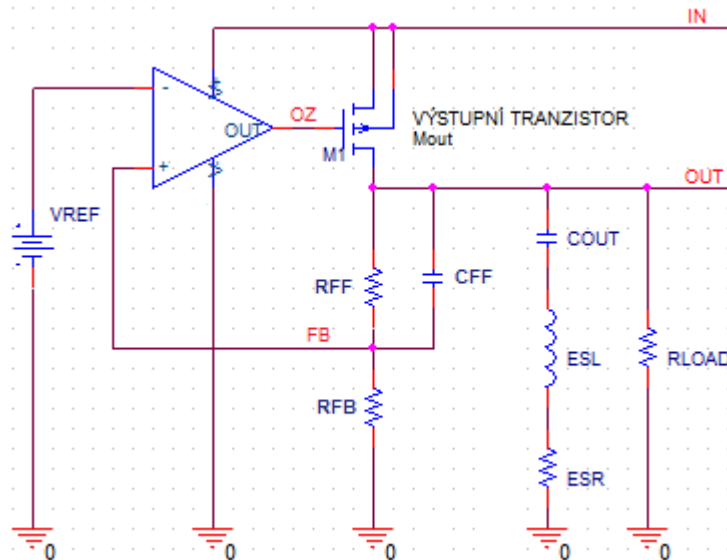 IN
-
V+
OZ
OUT
VÝSTUPNÍ TRANZISTOR
Mout
M1
+
V-
OUT
VREF
COUT
RFF
CFF
FB
ESL
RLOAD
RFB
ESR
0
0
0
0
0